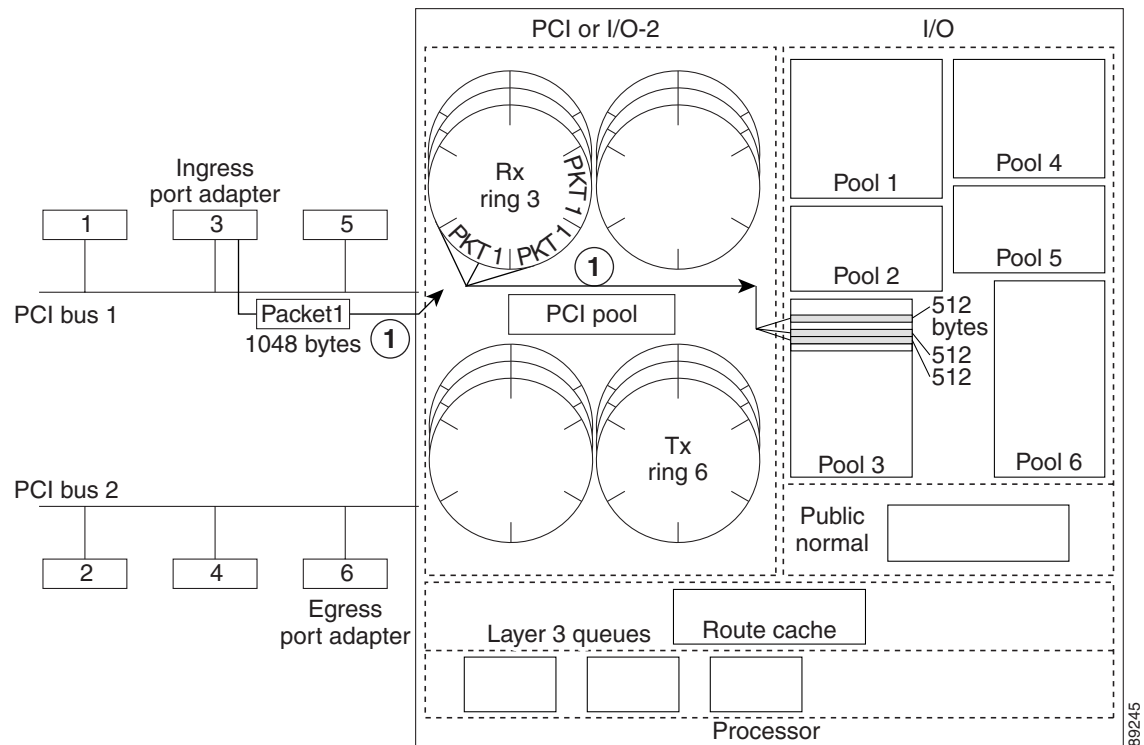 PCI or I/O-2
I/O
Ingress
port adapter
1
3
5
PCI bus 1
Packet1
1048 bytes
1
Rx
ring 3
PKT 1
PKT 1
PKT 1
1
PCI pool
Pool 1
Pool 4
Pool 2
Pool 5
512
bytes
512
512
Pool 3
Pool 6
Tx
ring 6
PCI bus 2
2
4
6
Egress
port adapter
Public
normal
Layer 3 queues
Route cache
Processor
89245